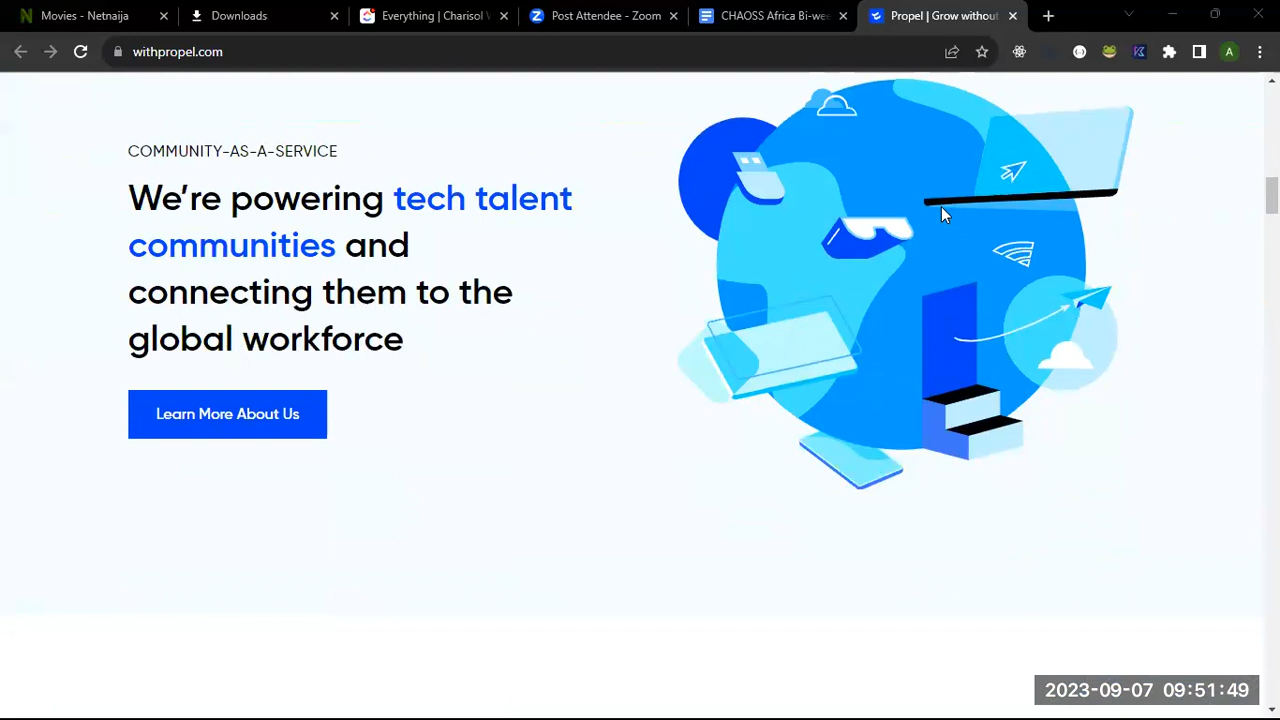 Movies - Netnaija
Downloads
Everything | Charisol
Post Attendee - Zoom
CHAOSS Africa Bi-wee
Propel | Grow withou
withpropel.com
A
COMMUNITY-AS-A-SERVICE
We’re powering tech talent
communities and
connecting them to the
global workforce
Learn More About Us
2023-09-07 09:51:49